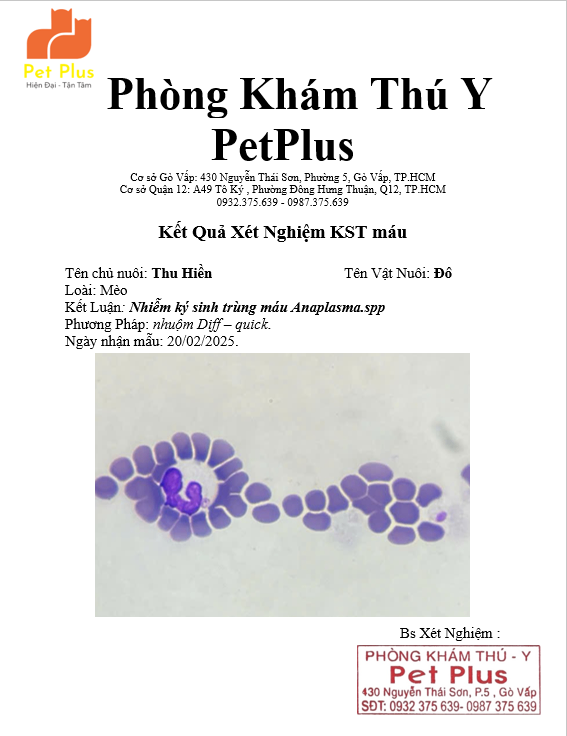 Pet Plus
Hiện Đại - Tận Tâm
Phòng Khám Thú Y
PetPlus
Cơ sở Gò Vấp: 430 Nguyễn Thái Sơn, Phường 5, Gò Vấp, TP.HCM
Cơ sở Quận 12: A49 Tô Ký , Phường Đông Hưng Thuận, Q12, TP.HCM
0932.375.639 - 0987.375.639
Kết Quả Xét Nghiệm KST máu
Tên chủ nuôi: Thu Hiền Tên Vật Nuôi: Đô
Loài: Mèo
Kết Luận: Nhiễm ký sinh trùng máu Anaplasma.spp
Phương Pháp: nhuộm Diff – quick.
Ngày nhận mẫu: 20/02/2025.
Bs Xét Nghiệm :
PHÒNG KHÁM THÚ - Y
Pet Plus
430 Nguyễn Thái Sơn, P.5 , Gò Vấp
SĐT: 0932 375 639- 0987 375 639